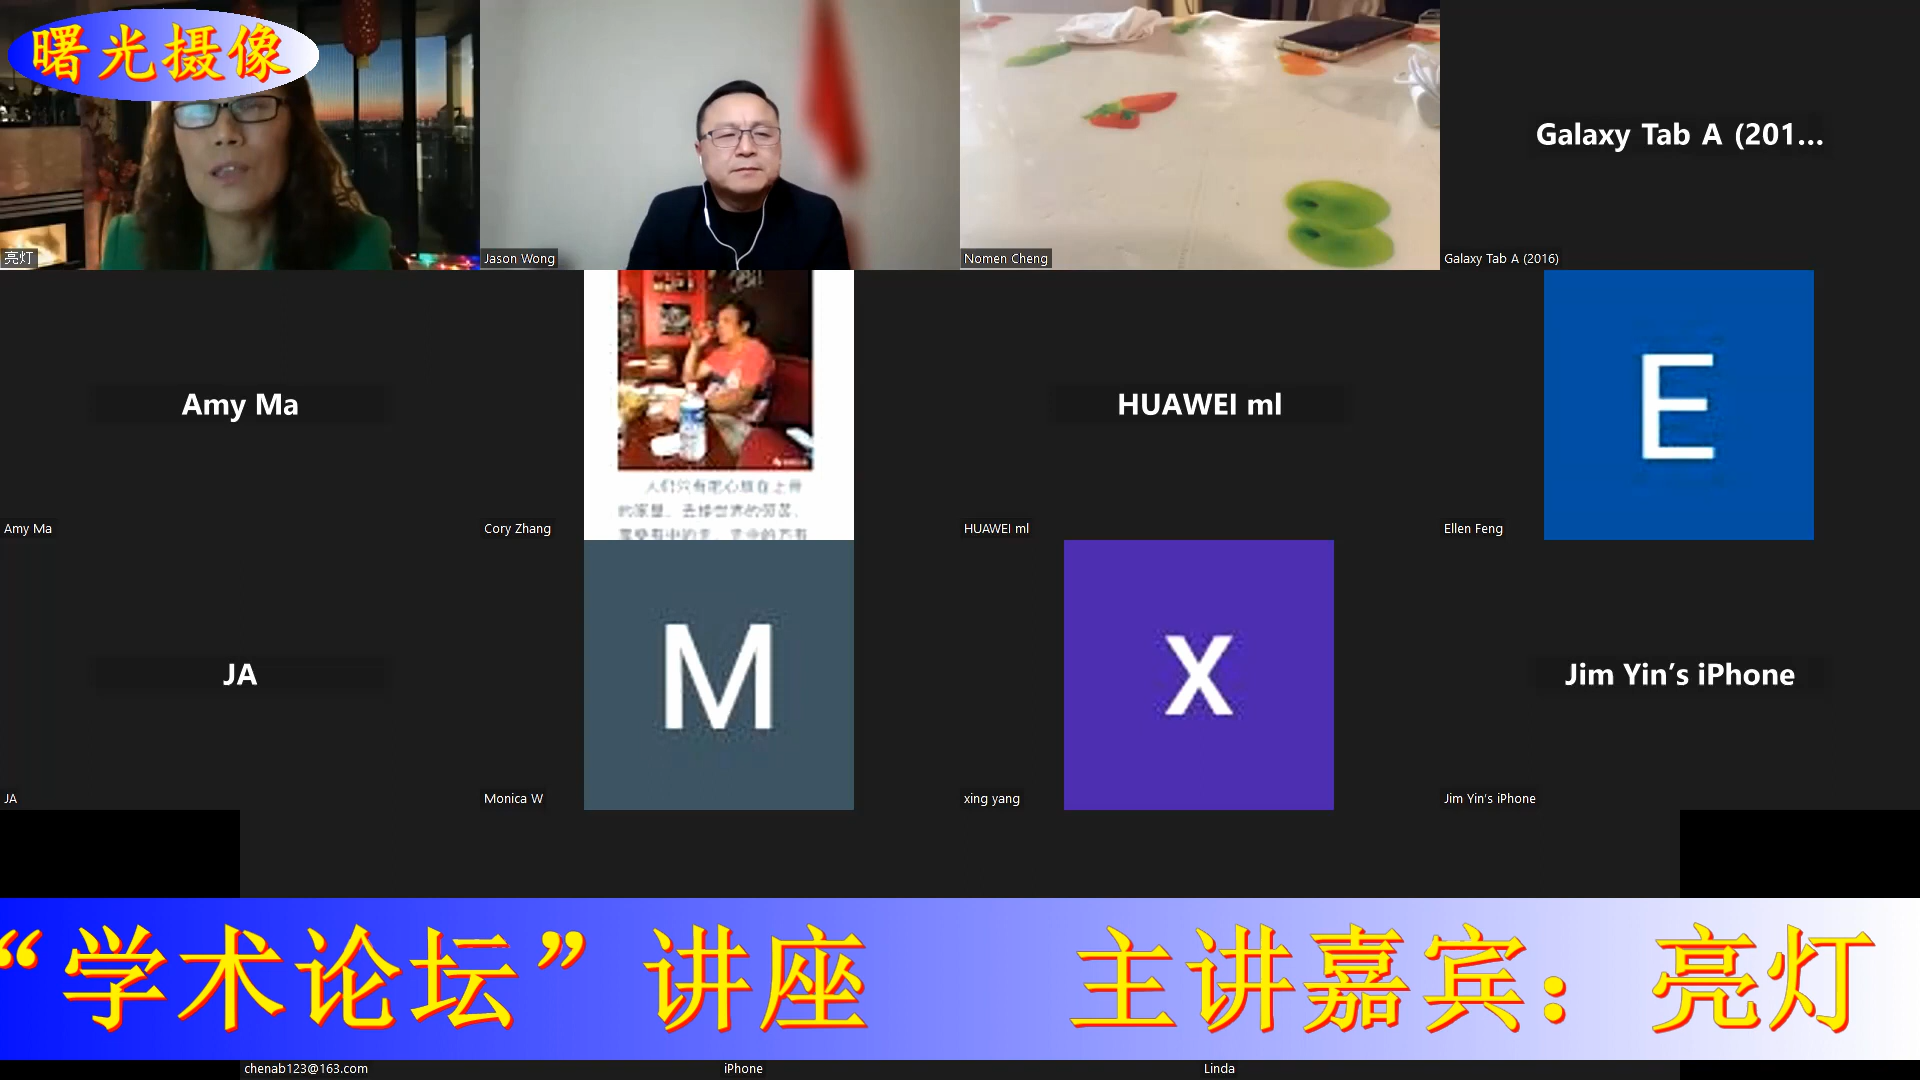 曙光摄像
亮灯
Jason Wong
Nomen Cheng
Galaxy Tab A (201...
Galaxy Tab A (2016)
Amy Ma
Amy Ma
Cory Zhang
HUAWEI ml
HUAWEI ml
E
Ellen Feng
JA
JA
M
Monica W
X
xing yang
Jim Yin's iPhone
Jim Yin's iPhone
“学术论坛”讲座 主讲嘉宾：亮灯
chenab123@163.com
iPhone
Linda